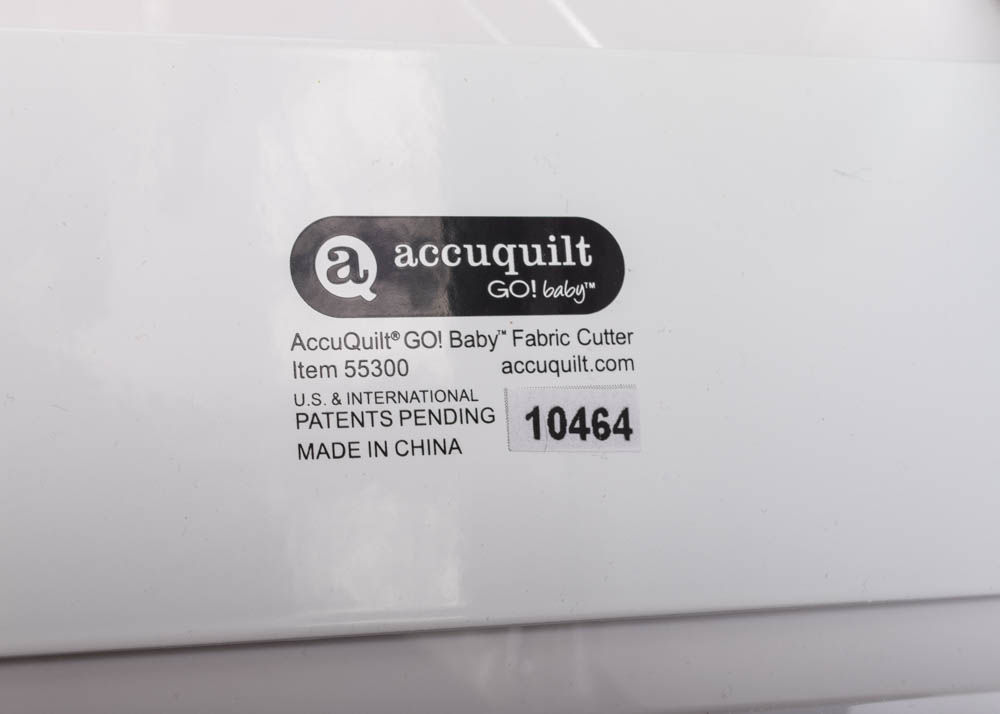 a accuquilt
GO! baby™
AccuQuilt® GO! Baby™ Fabric Cutter
Item 55300 accuquilt.com
U.S. & INTERNATIONAL
PATENTS PENDING
10464
MADE IN CHINA